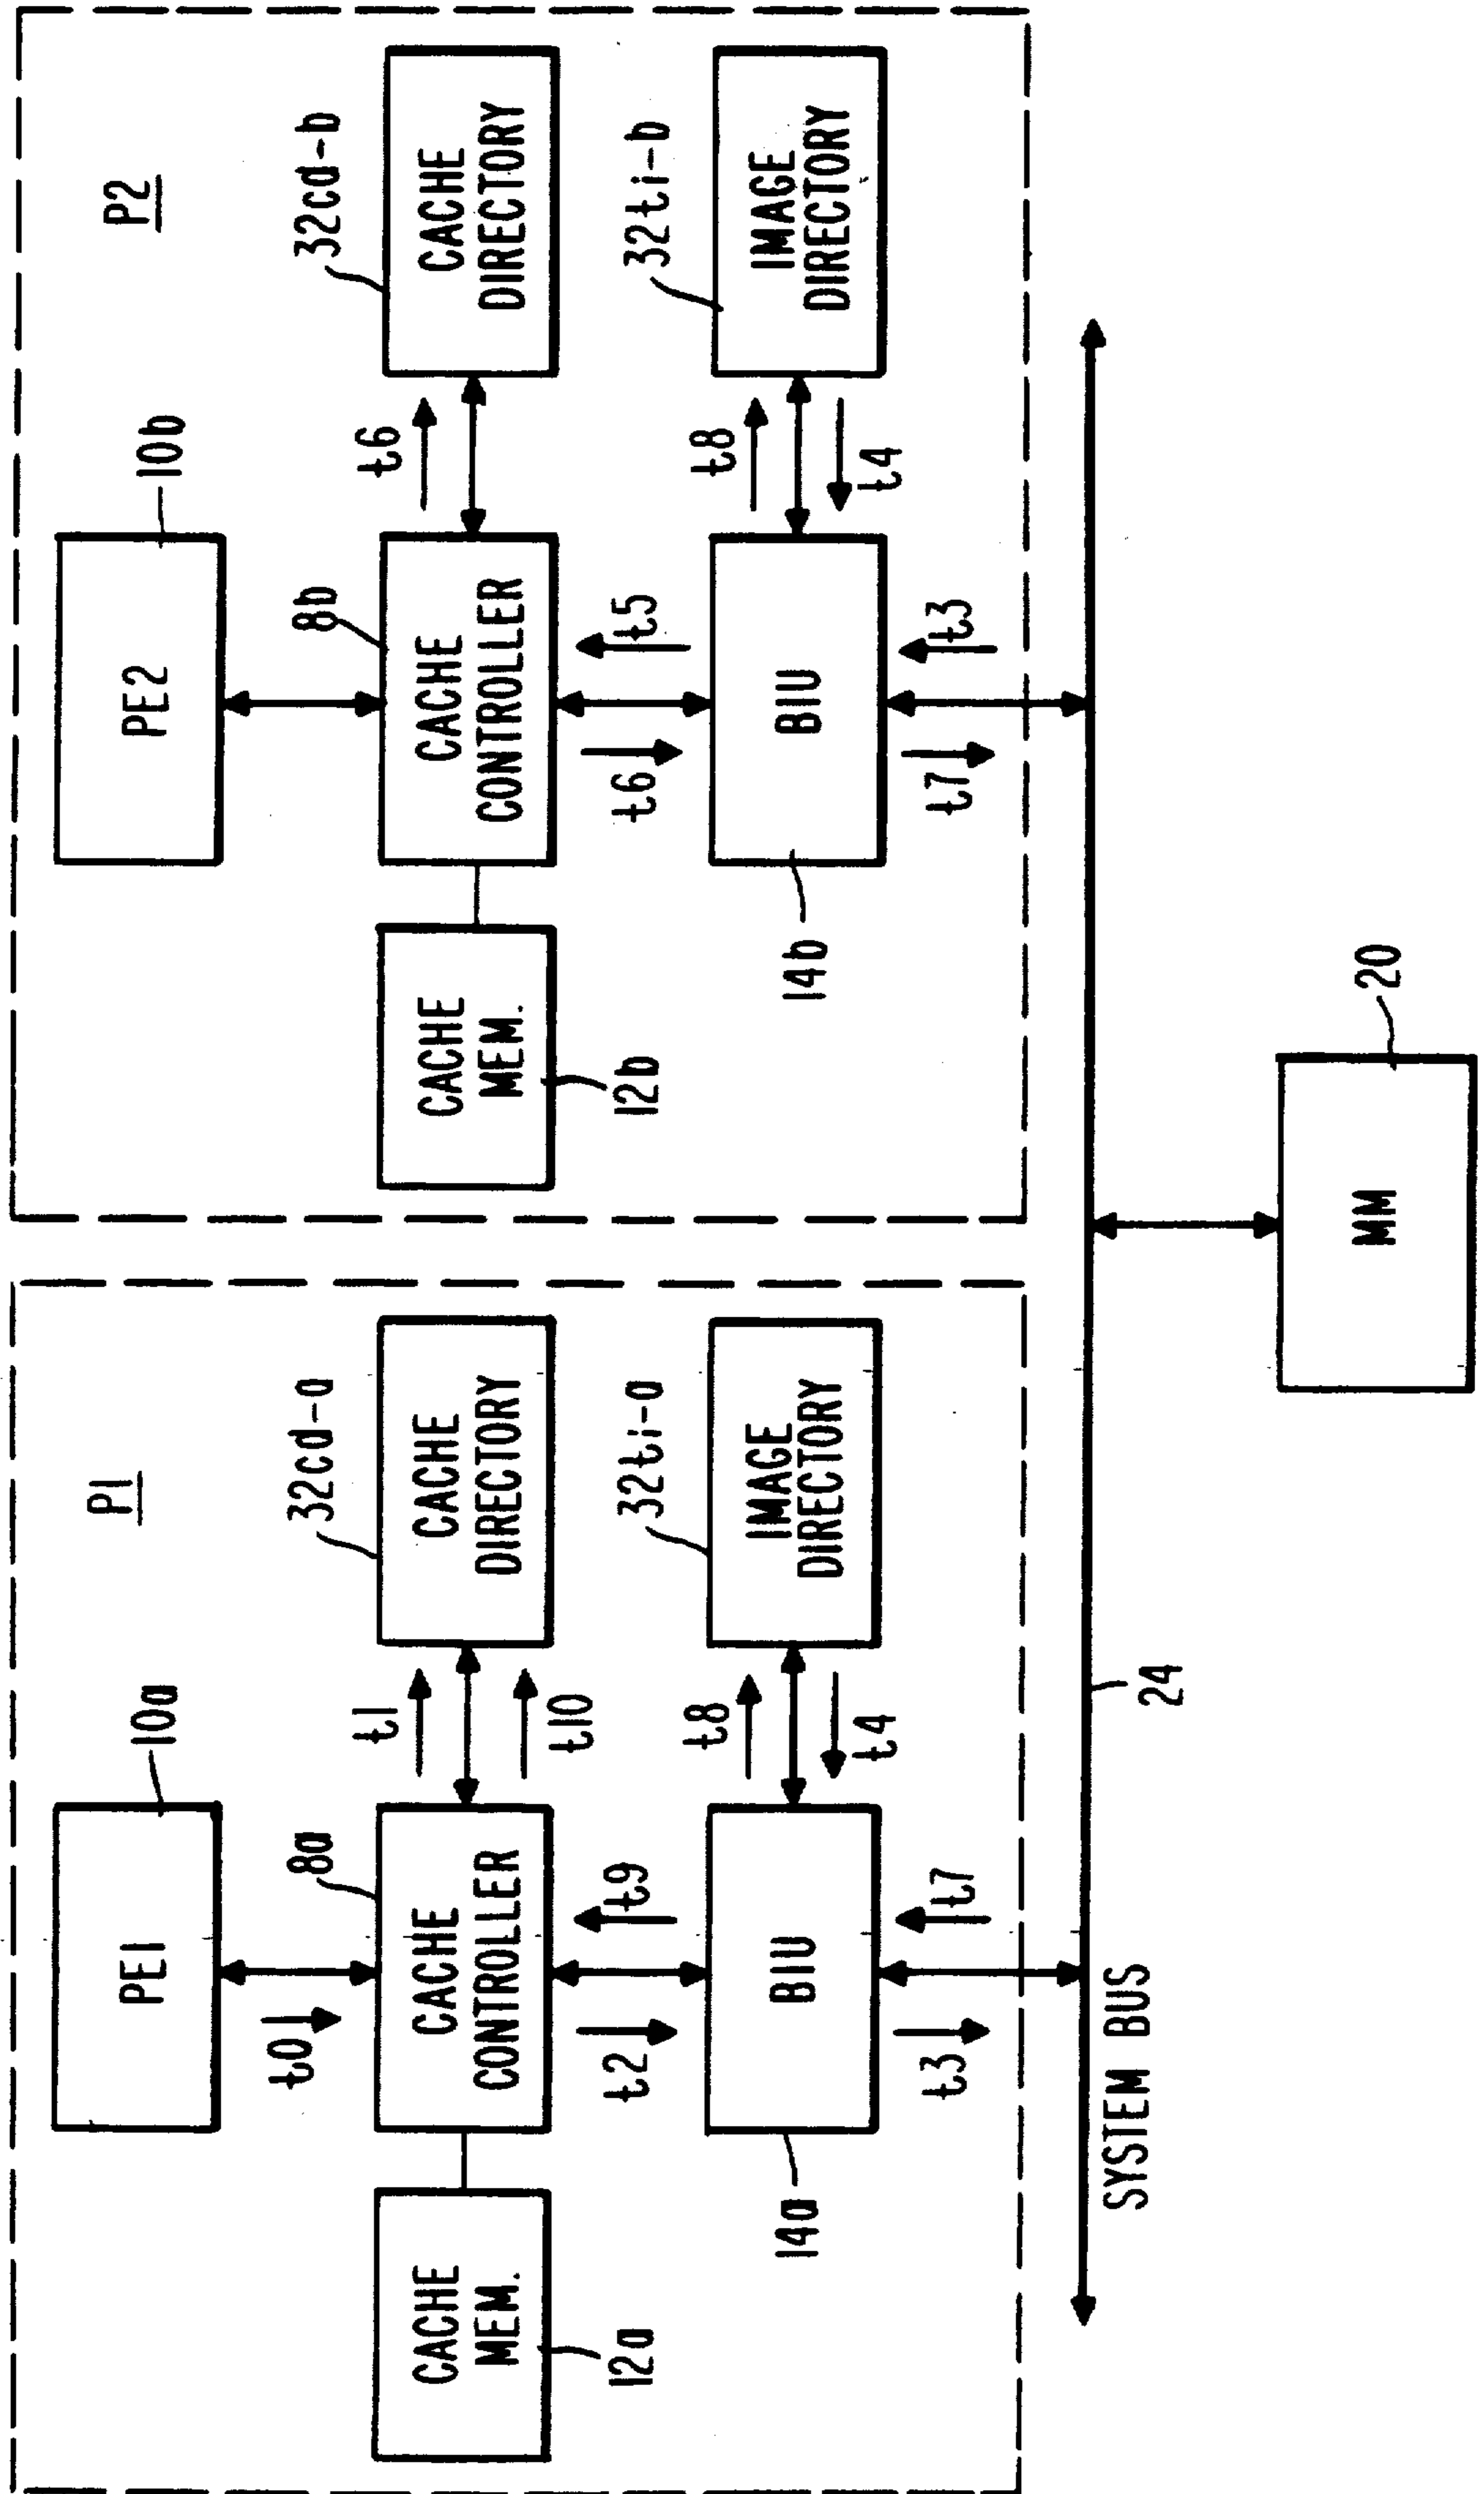 P1
PE1
10a
t0
8a
CACHE
CONTROLLER
t1
t10
32cd-a
CACHE
DIRECTORY
CACHE
MEM.
12a
t2
t9
BIU
14a
t8
t4
32ti-a
IMAGE
DIRECTORY
t3
t7
P2
PE2
10b
8b
CACHE
CONTROLLER
t6
32cd-b
CACHE
DIRECTORY
CACHE
MEM.
12b
t6
t5
BIU
14b
t8
t4
32ti-b
IMAGE
DIRECTORY
t7
t3
SYSTEM BUS
24
MM
20